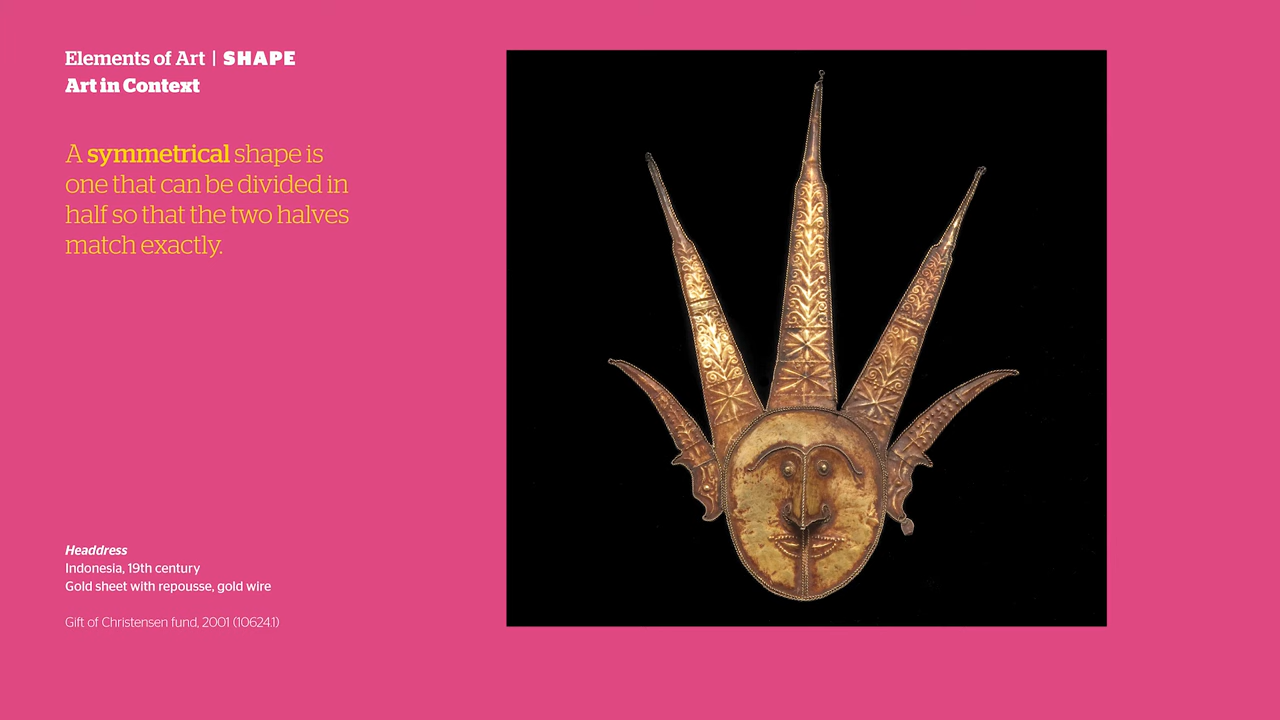 Elements of Art | SHAPE
Art in Context
A symmetrical shape is
one that can be divided in
half so that the two halves
match exactly.
Headdress
Indonesia, 19th century
Gold sheet with repousse, gold wire
Gift of Christensen fund, 2001 (10624.1)